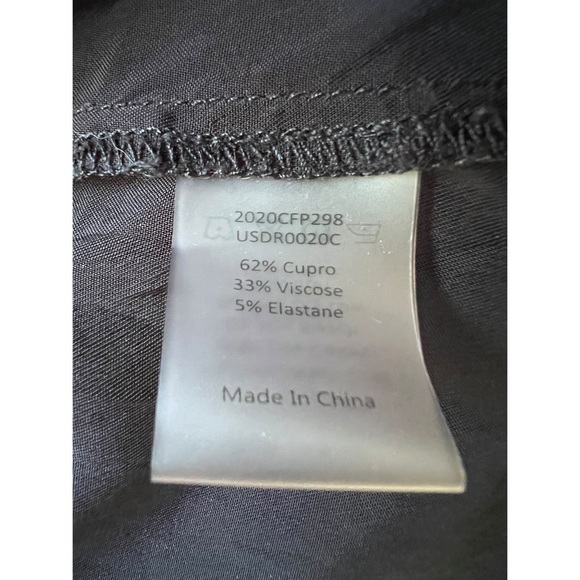 2020CFP298
USDR0020C
62% Cupro
33% Viscose
5% Elastane
Made In China